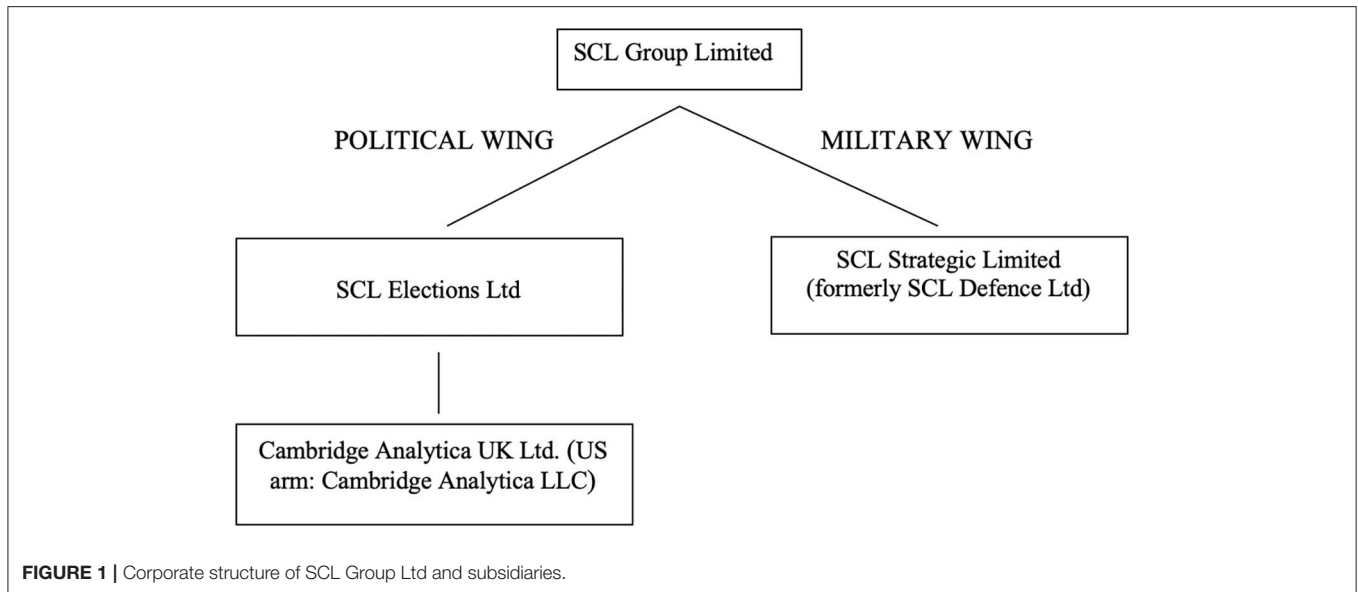 SCL Group Limited
POLITICAL WING
MILITARY WING
SCL Elections Ltd
SCL Strategic Limited
(formerly SCL Defence Ltd)
Cambridge Analytica UK Ltd. (US
arm: Cambridge Analytica LLC)
FIGURE 1 | Corporate structure of SCL Group Ltd and subsidiaries.